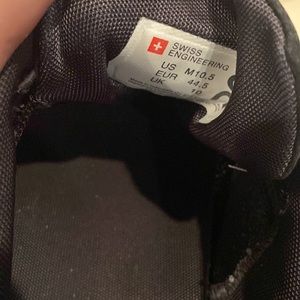 SWISS
ENGINEERING
US M10.5
EUR 44.5
UK 10